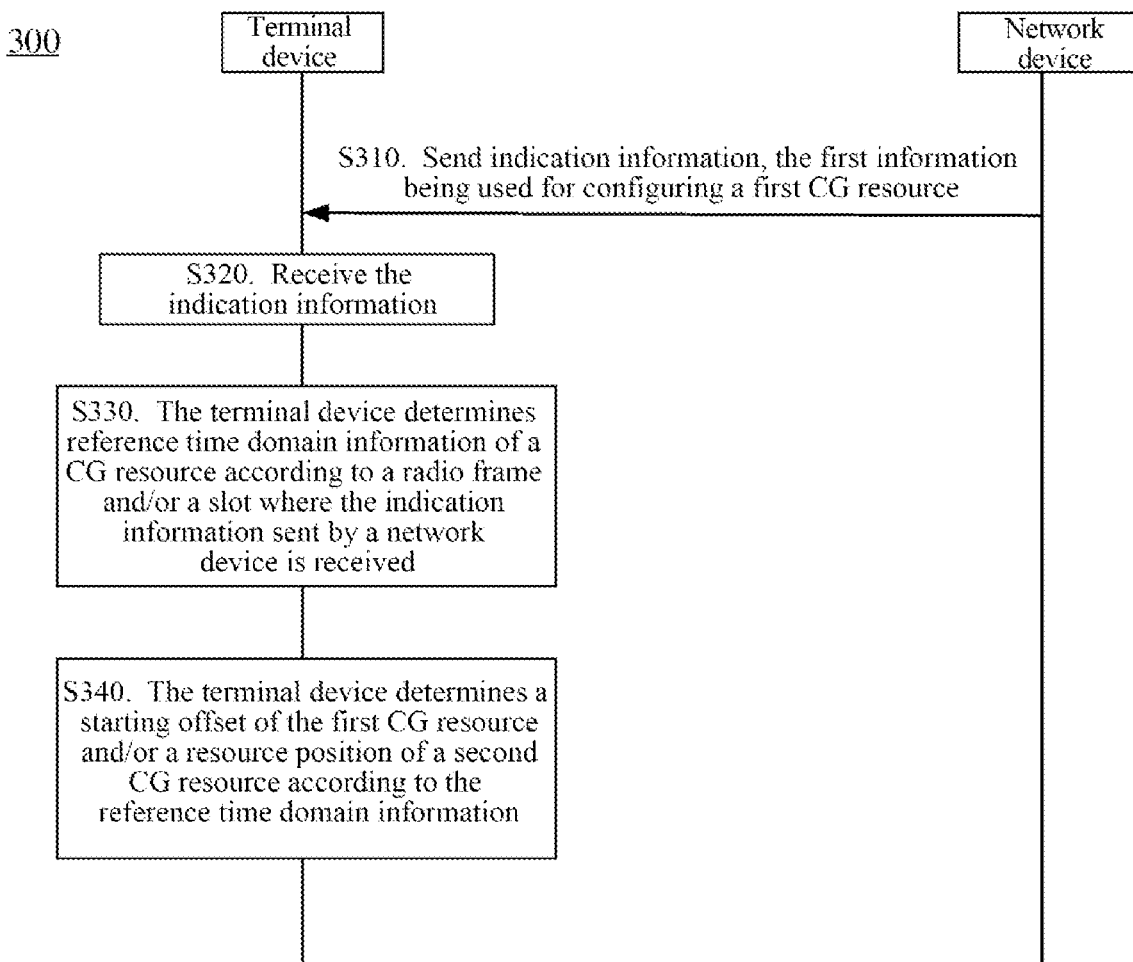 300
Terminal
device
Network
device
S310. Send indication information, the first information
being used for configuring a first CG resource
S320. Receive the
indication information
S330. The terminal device determines
reference time domain information of a
CG resource according to a radio frame
and/or a slot where the indication
information sent by a network
device is received
S340. The terminal device determines a
starting offset of the first CG resource
and/or a resource position of a second
CG resource according to the
reference time domain information